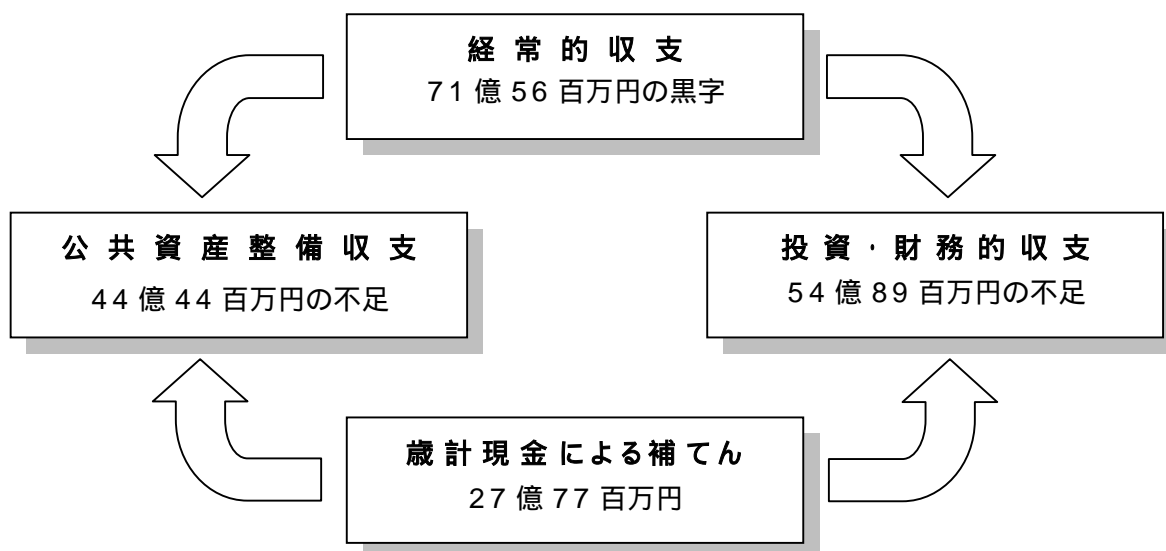 経常的収支
71億56百万円の黒字
公共資産整備収支
44億44百万円の不足
投資・財務的収支
54億89百万円の不足
歳計現金による補てん
27億77百万円